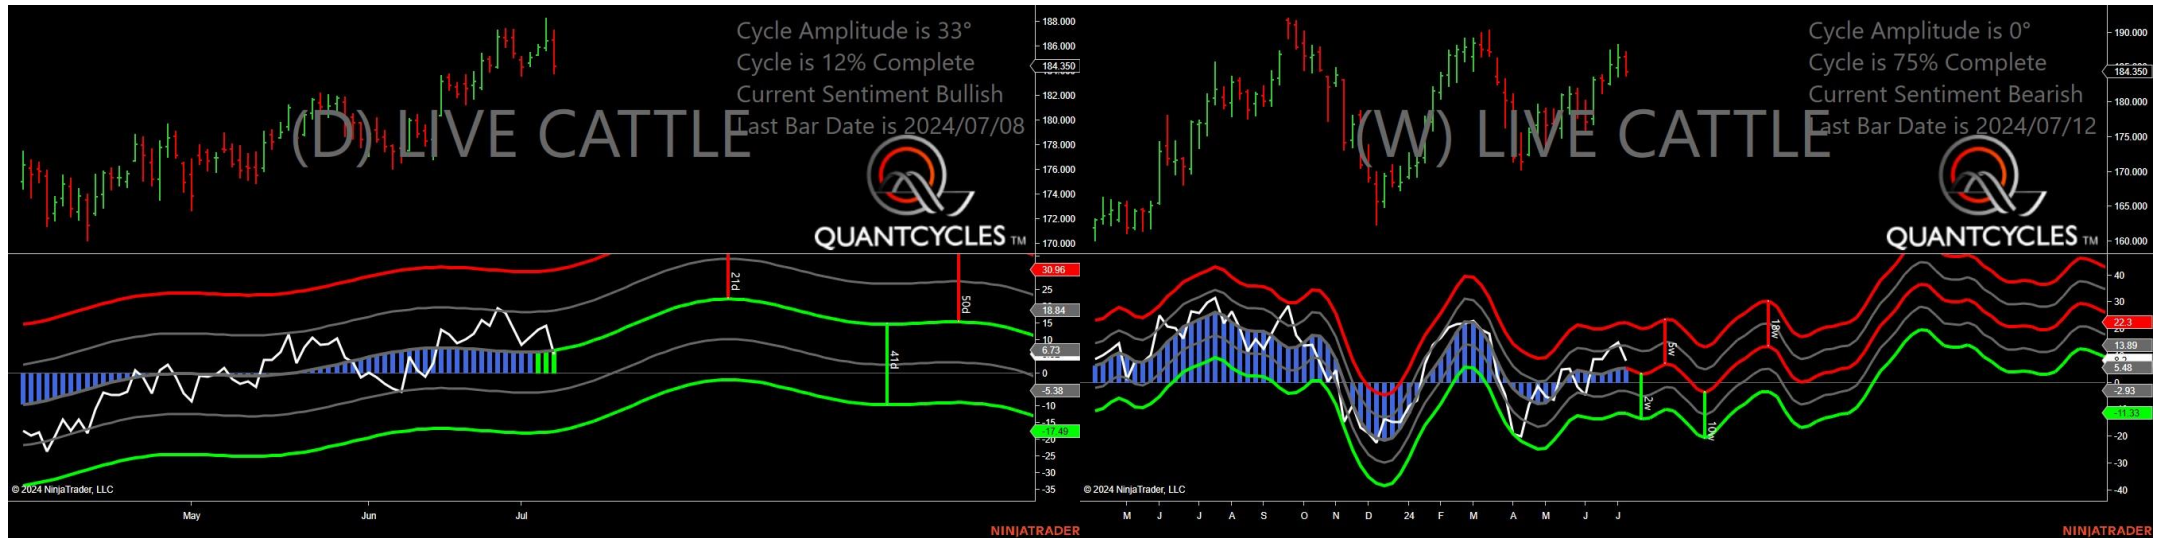 Cycle Amplitude is 33°
Cycle is 12% Complete
Current Sentiment Bullish
Last Bar Date is 2024/07/08
(D) LIVE CATTLE
QUANTCYCLES TM
188.000
186.000
184.350
182.000
180.000
178.000
176.000
174.000
172.000
170.000
21d
50d
41d
30.96
25
18.84
15
6.73
0
-5.38
-10
-15
-17.49
-20
-25
-30
-35
© 2024 NinjaTrader, LLC
May Jun Jul
NINJATRADER
Cycle Amplitude is 0°
Cycle is 75% Complete
Current Sentiment Bearish
Last Bar Date is 2024/07/12
(W) LIVE CATTLE
QUANTCYCLES TM
190.000
184.350
180.000
175.000
170.000
165.000
160.000
5w
18w
2w
10w
40
30
22.3
13.89
5.48
0
-2.93
-11.33
-20
-30
-40
© 2024 NinjaTrader, LLC
M J J A S O N D 24 F M A M J J
NINJATRADER